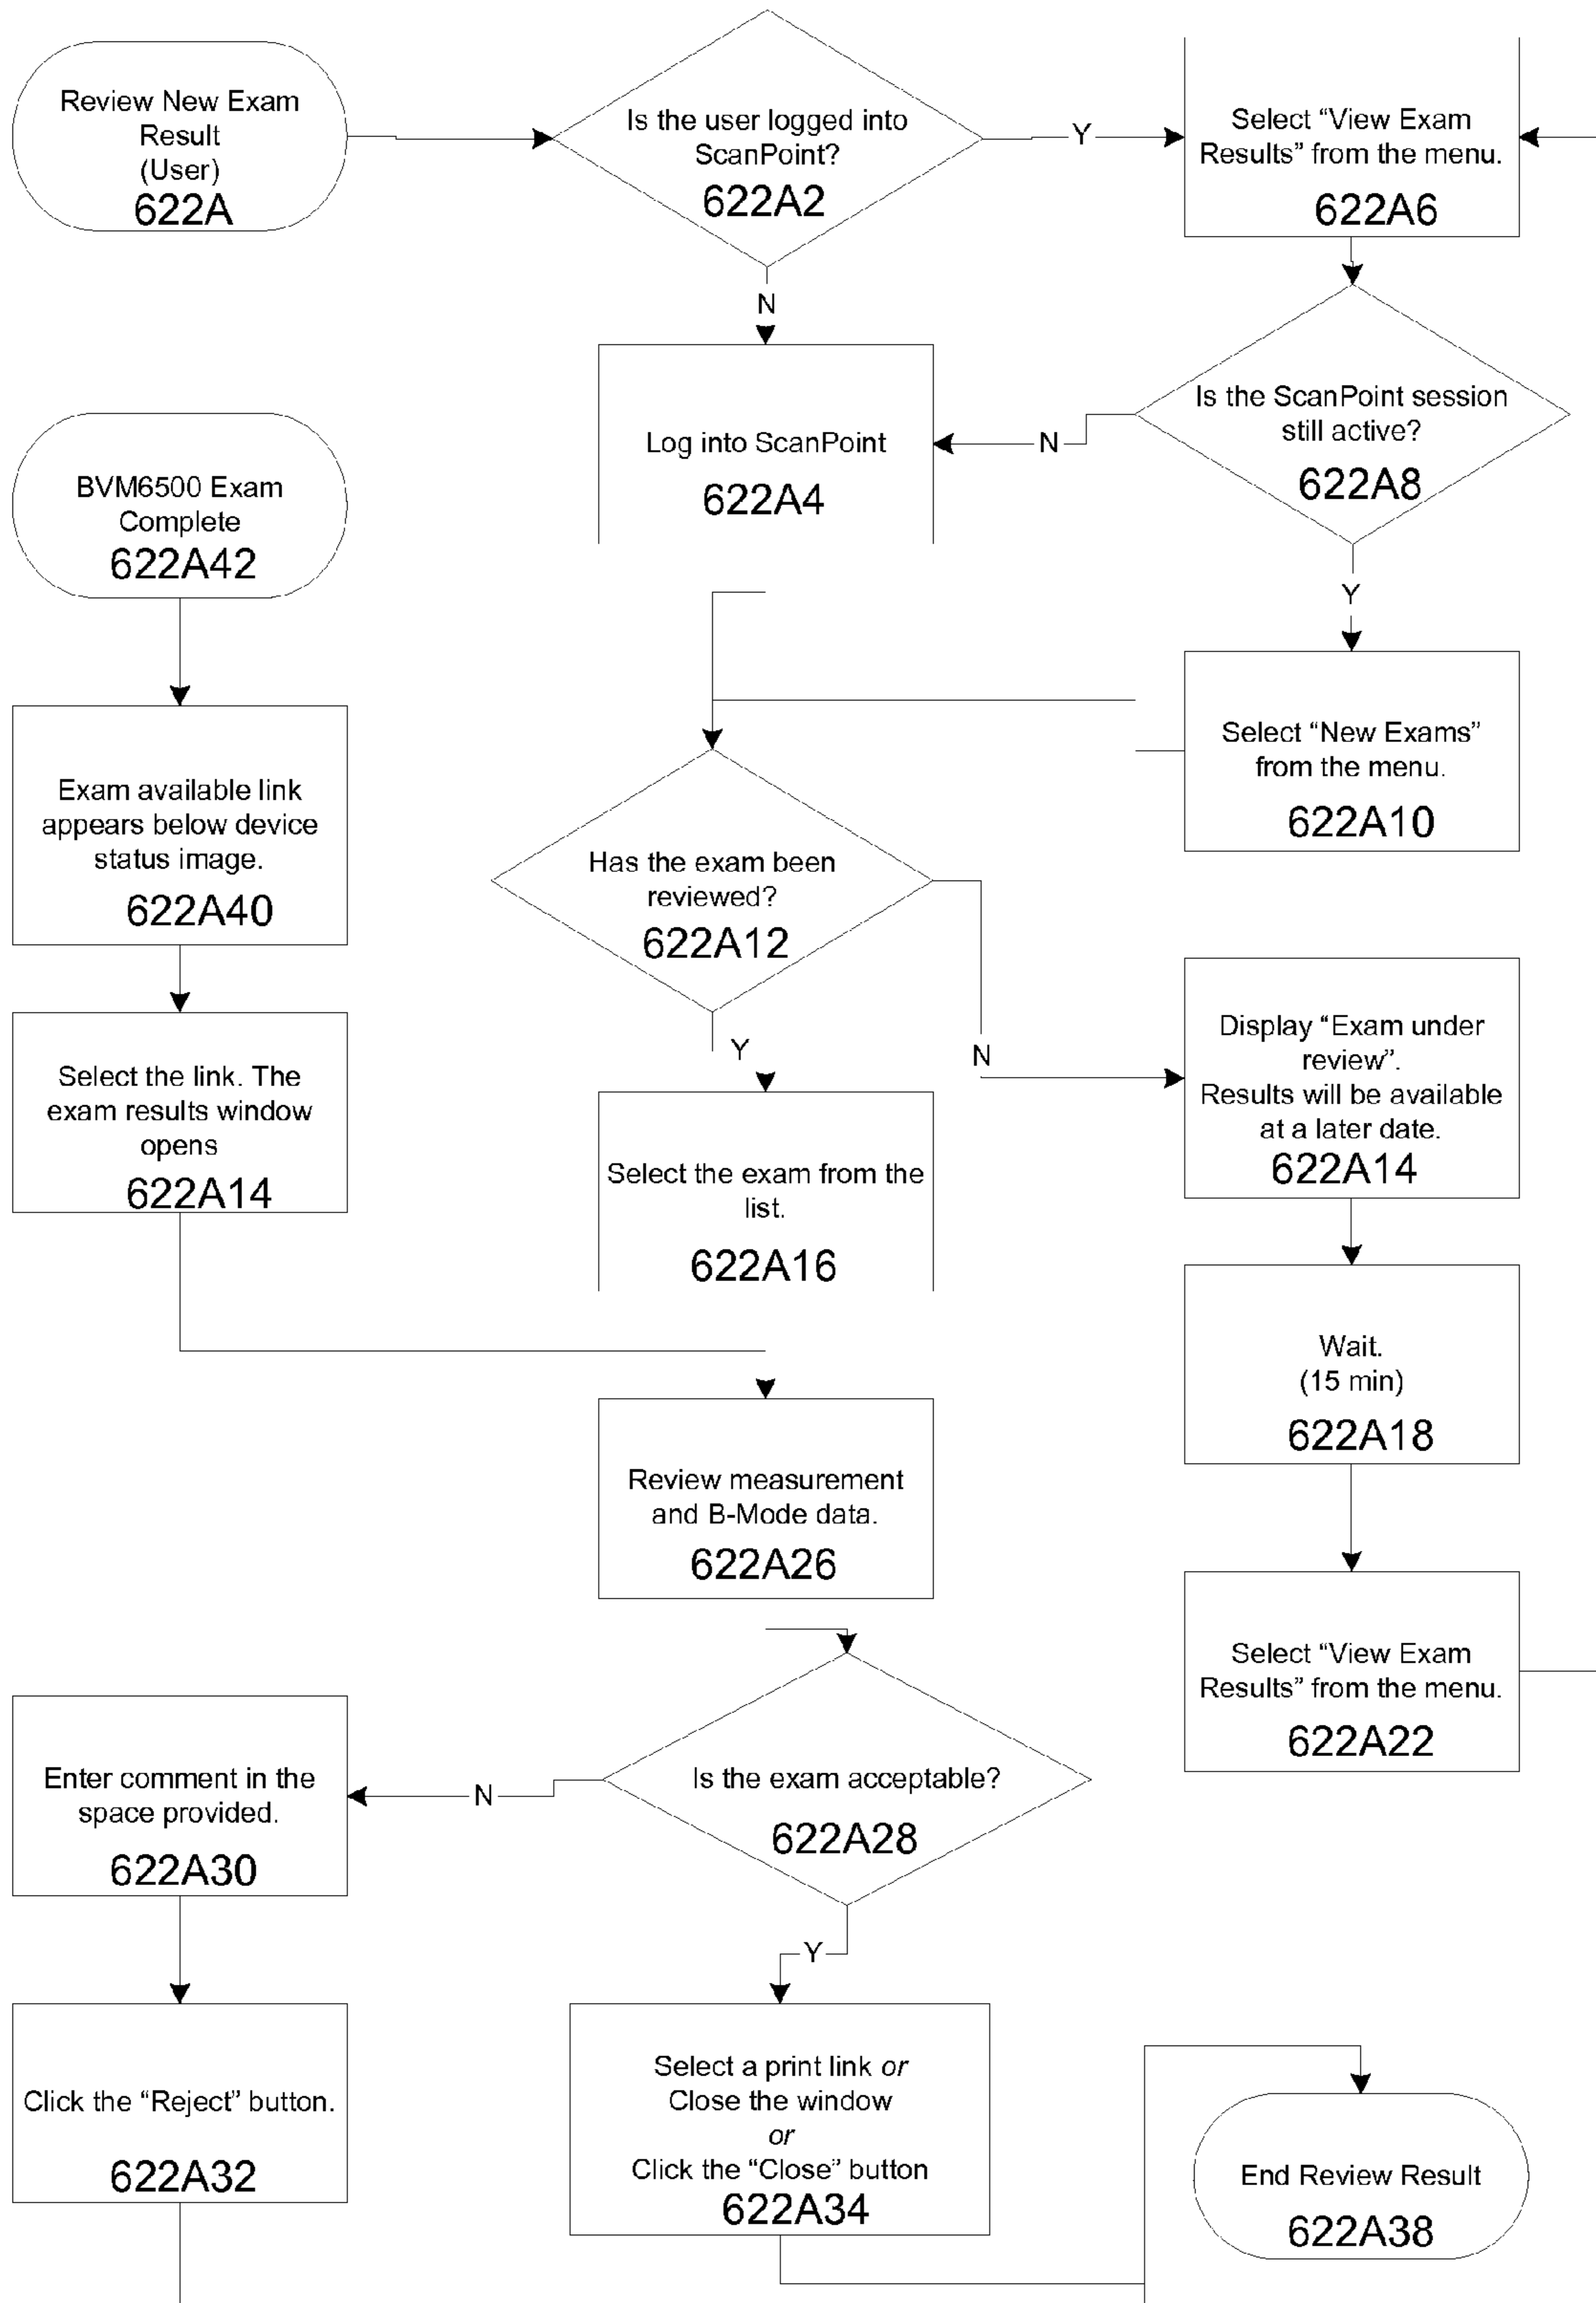 Review New Exam
Result
(User)
622A
Is the user logged into
ScanPoint?
622A2
Y
N
Select “View Exam
Results” from the menu.
622A6
Log into ScanPoint
622A4
N
Is the ScanPoint session
still active?
622A8
Y
BVM6500 Exam
Complete
622A42
Select “New Exams”
from the menu.
622A10
Exam available link
appears below device
status image.
622A40
Has the exam been
reviewed?
622A12
Y
N
Select the link. The
exam results window
opens
622A14
Display “Exam under
review”.
Results will be available
at a later date.
622A14
Select the exam from the
list.
622A16
Wait.
(15 min)
622A18
Review measurement
and B-Mode data.
622A26
Select “View Exam
Results” from the menu.
622A22
Is the exam acceptable?
622A28
N
Y
Enter comment in the
space provided.
622A30
Click the “Reject” button.
622A32
Select a print link or
Close the window
or
Click the “Close” button
622A34
End Review Result
622A38